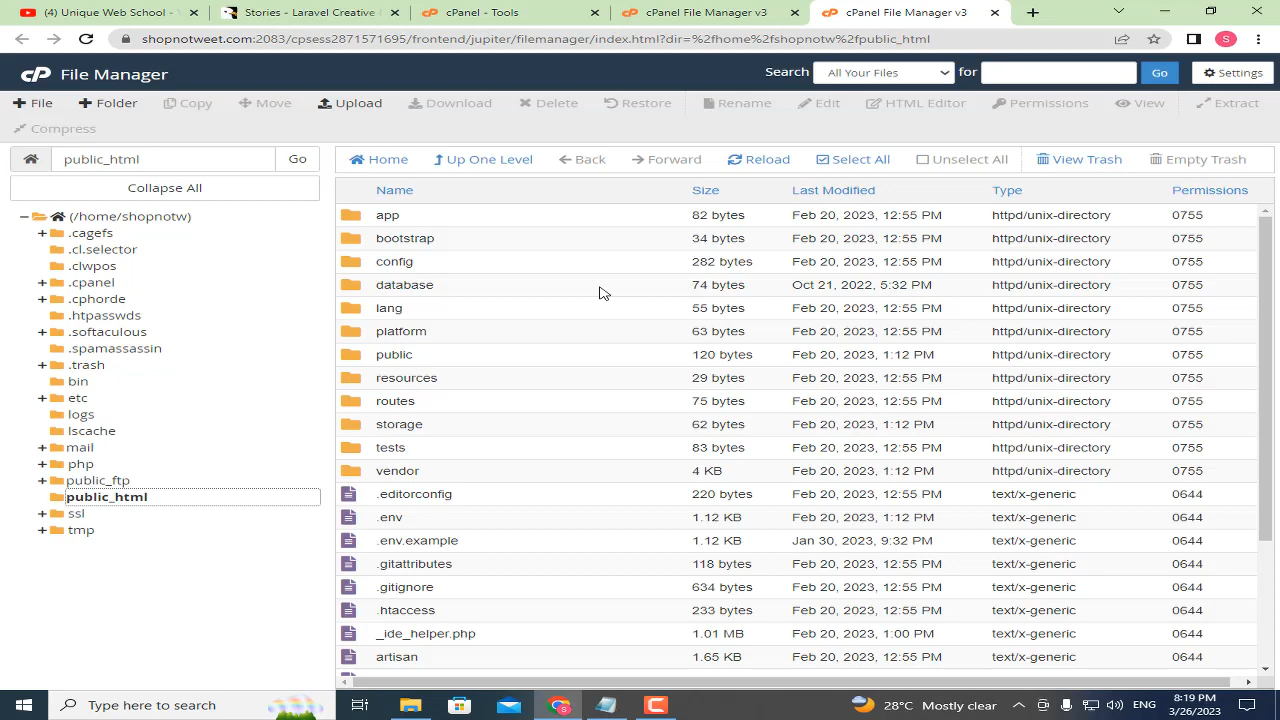 Unique Web School -
Stories - Laravel Creative
cPanel - Tools
cPanel File Manager v3
cPanel File Manager v3
shopnotweet.com:2083/cpsess2871571695/frontend/jupiter/filemanager/index.html?dir=%2fhome%2fshopnotw%2fpublic_html
S
cP File Manager
Search All Your Files for Go Settings
File Folder Copy Move Upload Download Delete Restore Rename Edit HTML Editor Permissions View Extract
Compress
public_html Go
Home Up One Level Back Forward Reload Select All Unselect All View Trash Empty Trash
Collapse All
(/home/shopnotw)
.cagefs
.cl.selector
.clwpos
.cpanel
.cphorde
.htpasswds
.softaculous
.spamassassin
.trash
bin
etc
logs
lscache
mail
php
public_ftp
public_html
ssl
tmp
Name Size Last Modified Type Permissions
app 82 bytes Feb 20, 2023, 12:55 PM httpd/unix-directory 0755
bootstrap 34 bytes Feb 20, 2023, 12:55 PM httpd/unix-directory 0755
config 282 bytes Feb 20, 2023, 12:55 PM httpd/unix-directory 0755
database 74 bytes Oct 21, 2022, 5:32 PM httpd/unix-directory 0755
lang 55 bytes Feb 20, 2023, 12:55 PM httpd/unix-directory 0755
platform 63 bytes Feb 20, 2023, 12:55 PM httpd/unix-directory 0755
public 120 bytes Feb 20, 2023, 1:12 PM httpd/unix-directory 0755
resources 29 bytes Feb 20, 2023, 12:55 PM httpd/unix-directory 0755
routes 75 bytes Feb 20, 2023, 12:55 PM httpd/unix-directory 0755
storage 62 bytes Feb 20, 2023, 1:12 PM httpd/unix-directory 0755
tests 83 bytes Feb 20, 2023, 12:55 PM httpd/unix-directory 0755
vendor 4 KB Feb 20, 2023, 1:12 PM httpd/unix-directory 0755
.editorconfig 220 bytes Feb 20, 2023, 12:55 PM text/x-generic 0644
.env 1.12 KB Feb 20, 2023, 1:12 PM text/x-generic 0644
.env.example 1.12 KB Jan 30, 2023, 9:32 PM text/x-generic 0644
.gitattributes 118 bytes Feb 20, 2023, 12:55 PM text/x-generic 0644
.gitignore 634 bytes Feb 20, 2023, 12:55 PM text/x-generic 0644
.htaccess 233 bytes Feb 20, 2023, 12:55 PM text/x-generic 0644
_ide_helper.php 1.01 MB Feb 20, 2023, 1:00 PM text/x-generic 0644
artisan 1.65 KB Feb 20, 2023, 12:55 PM text/x-generic 0644
Type here to search
28°C Mostly clear
ENG
8:19 PM
3/26/2023